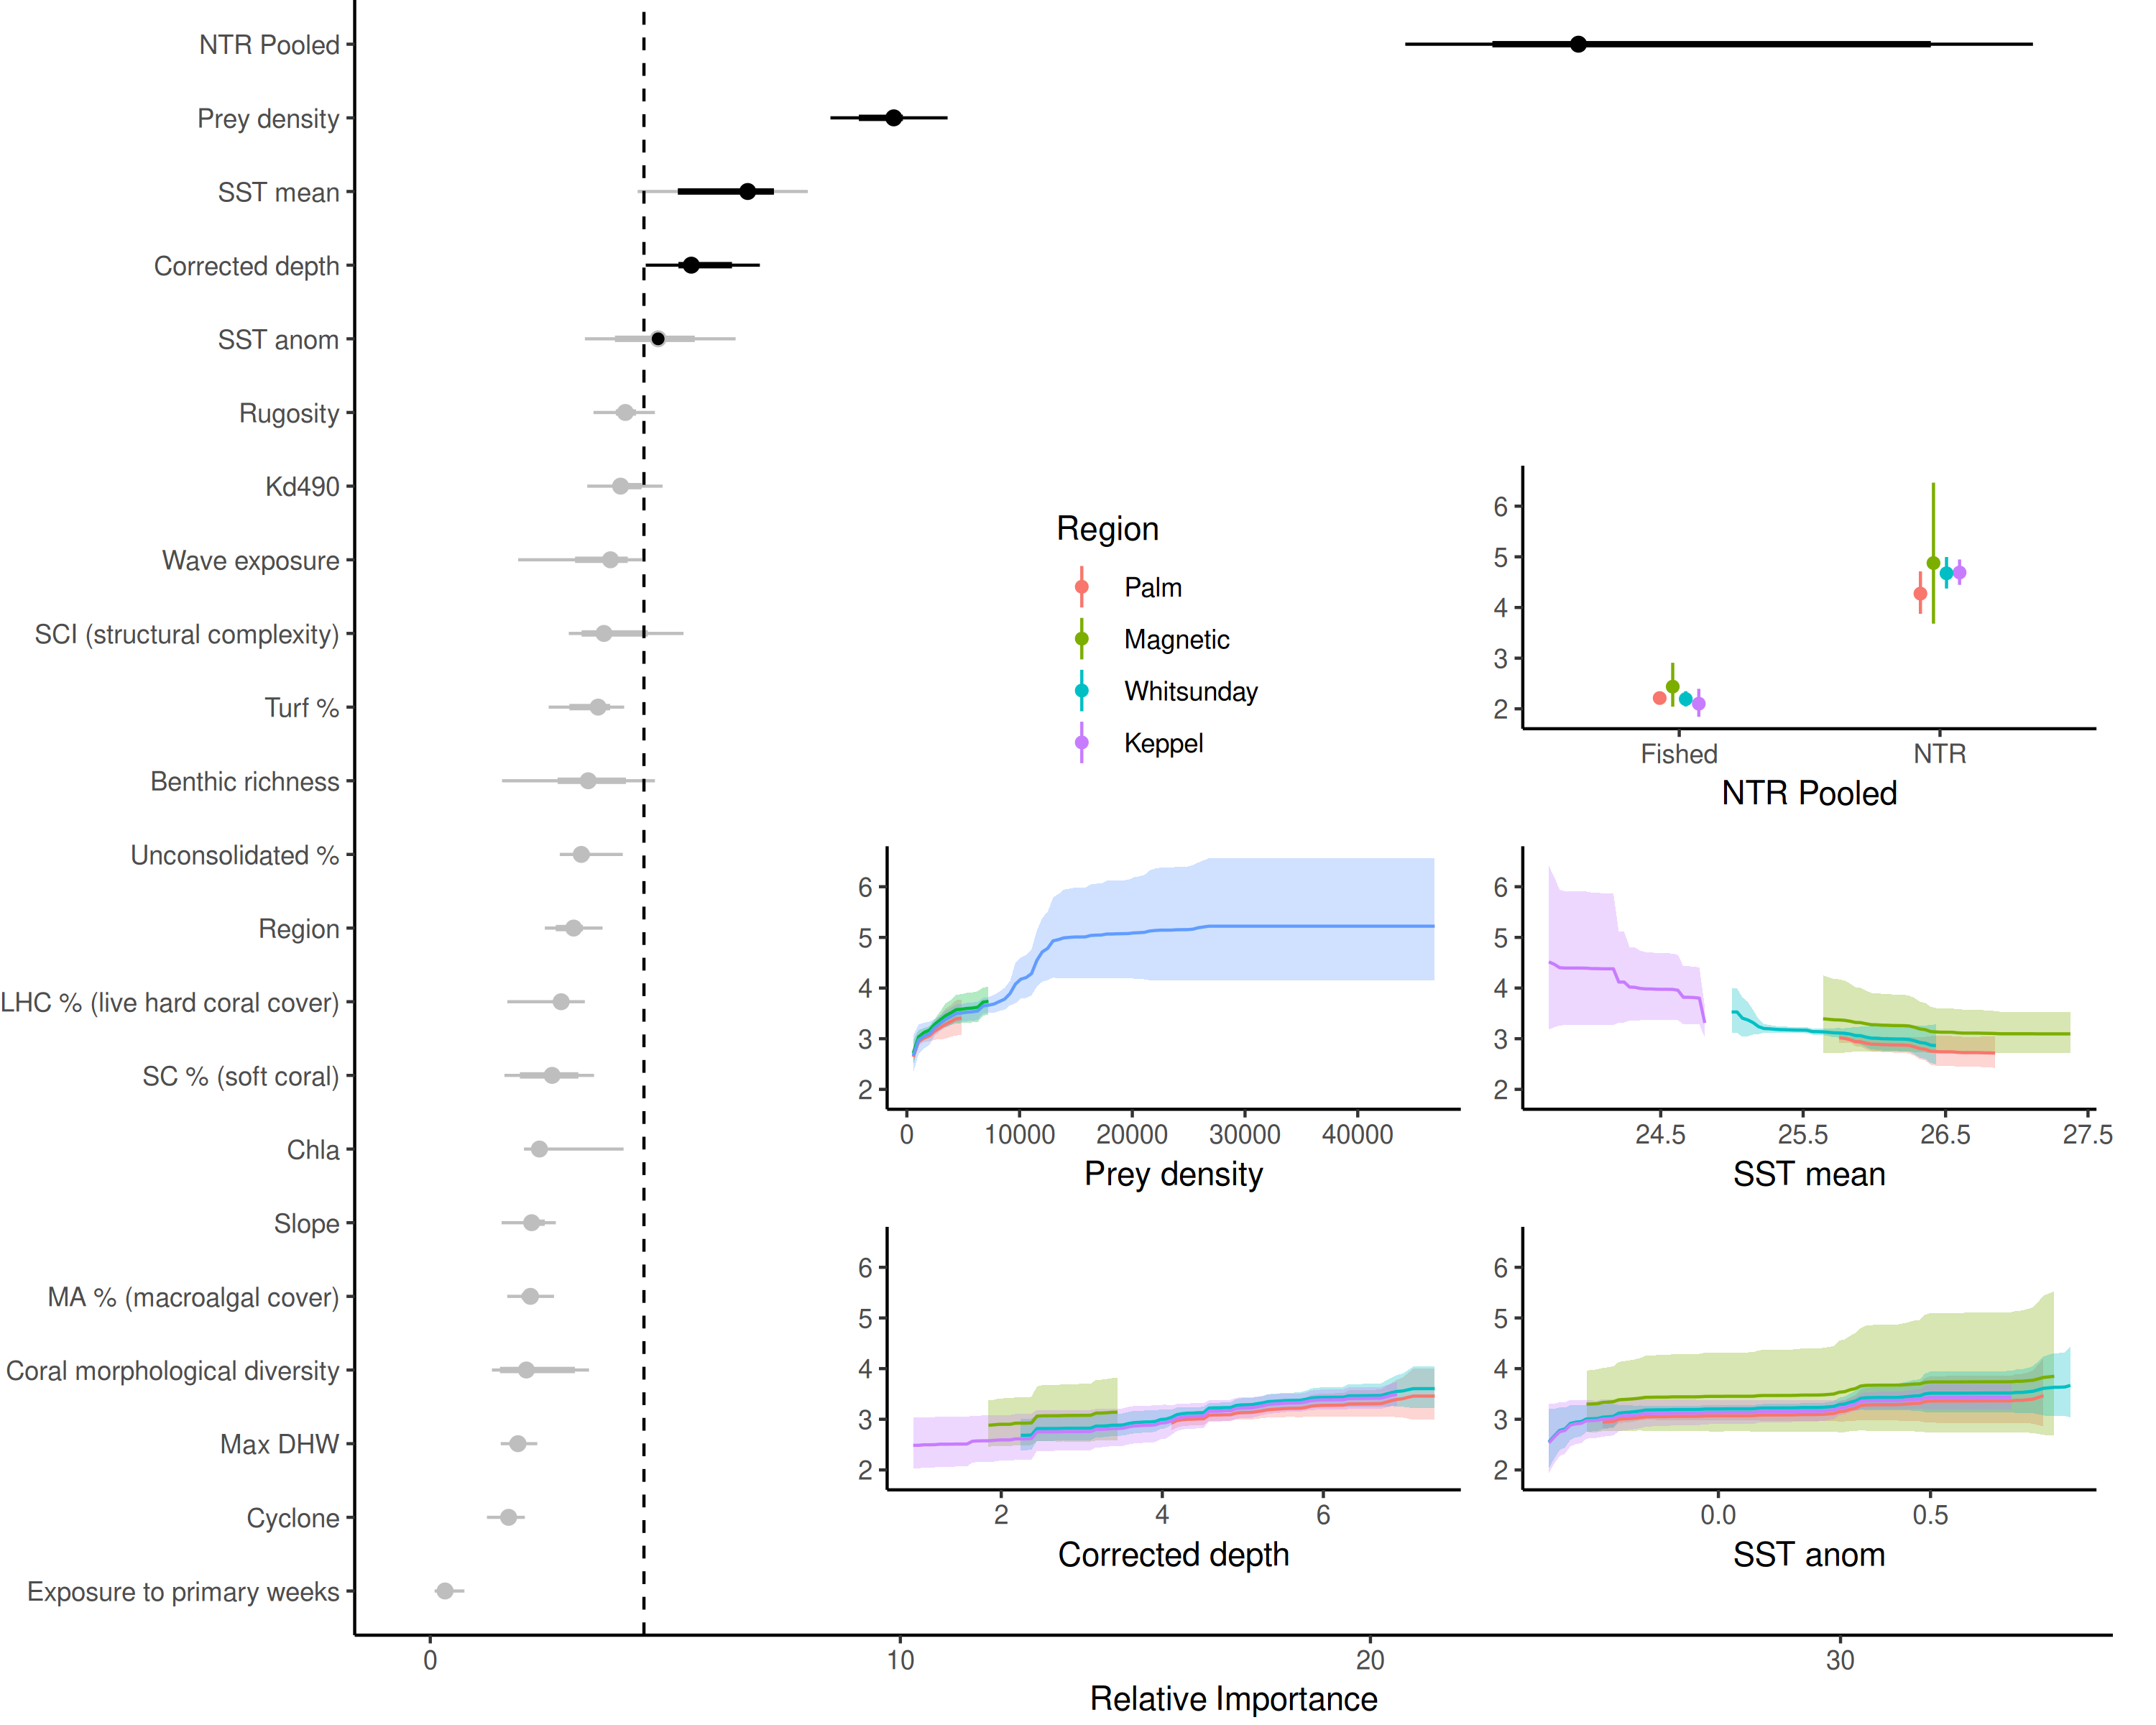 NTR Pooled
Prey density
SST mean
Corrected depth
SST anom
Rugosity
Kd490
Wave exposure
SCI (structural complexity)
Turf %
Benthic richness
Unconsolidated %
Region
LHC % (live hard coral cover)
SC % (soft coral)
Chla
Slope
MA % (macroalgal cover)
Coral morphological diversity
Max DHW
Cyclone
Exposure to primary weeks
0 10 20 30
Relative Importance
Region
Palm
Magnetic
Whitsunday
Keppel
6
5
4
3
2
Fished NTR
NTR Pooled
6
5
4
3
2
0 10000 20000 30000 40000
Prey density
6
5
4
3
2
24.5 25.5 26.5 27.5
SST mean
6
5
4
3
2
2 4 6
Corrected depth
6
5
4
3
2
0.0 0.5
SST anom